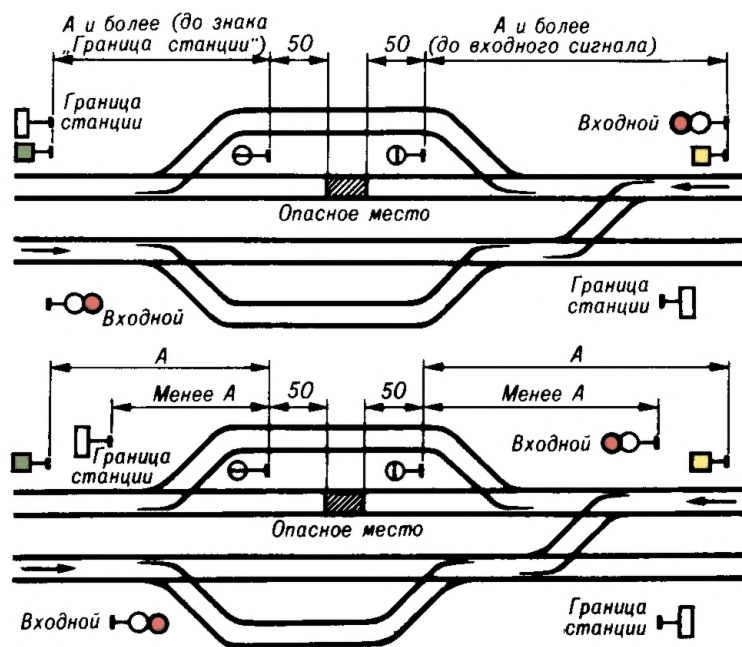 А и более (до знака
„Граница станции“)
50
50
А и более
(до входного сигнала)
Граница
станции
Входной
Опасное место
Входной
Граница
станции
А
А
Менее А
50
50
Менее А
Граница
станции
Входной
Опасное место
Входной
Граница
станции